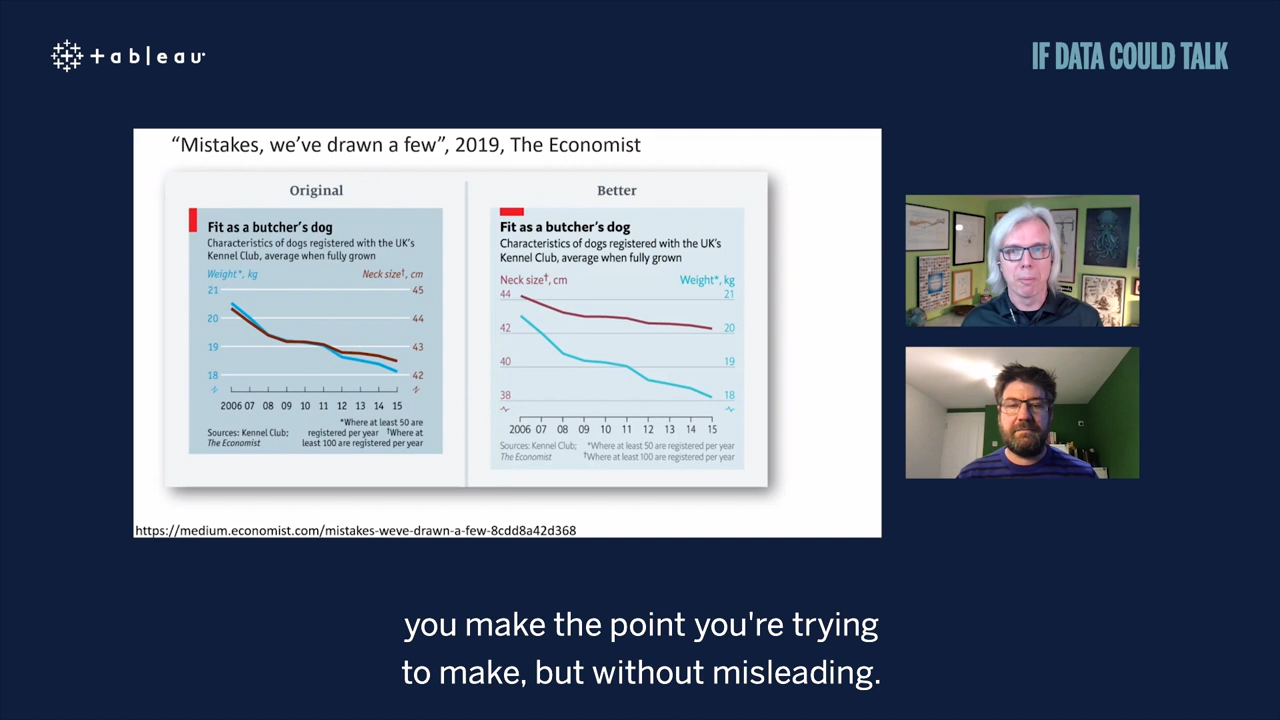 +ableau
IF DATA COULD TALK
“Mistakes, we’ve drawn a few”, 2019, The Economist
Original
Fit as a butcher’s dog
Characteristics of dogs registered with the UK’s
Kennel Club, average when fully grown
Weight*, kg
Neck size†, cm
21
45
20
44
19
43
18
42
2006 07 08 09 10 11 12 13 14 15
*Where at least 50 are
Sources: Kennel Club; registered per year †Where at
The Economist least 100 are registered per year
Better
Fit as a butcher’s dog
Characteristics of dogs registered with the UK’s
Kennel Club, average when fully grown
Neck size†, cm
Weight*, kg
44
21
42
20
40
19
38
18
2006 07 08 09 10 11 12 13 14 15
Sources: Kennel Club; *Where at least 50 are registered per year
The Economist †Where at least 100 are registered per year
https://medium.economist.com/mistakes-weve-drawn-a-few-8cdd8a42d368
you make the point you're trying
to make, but without misleading.